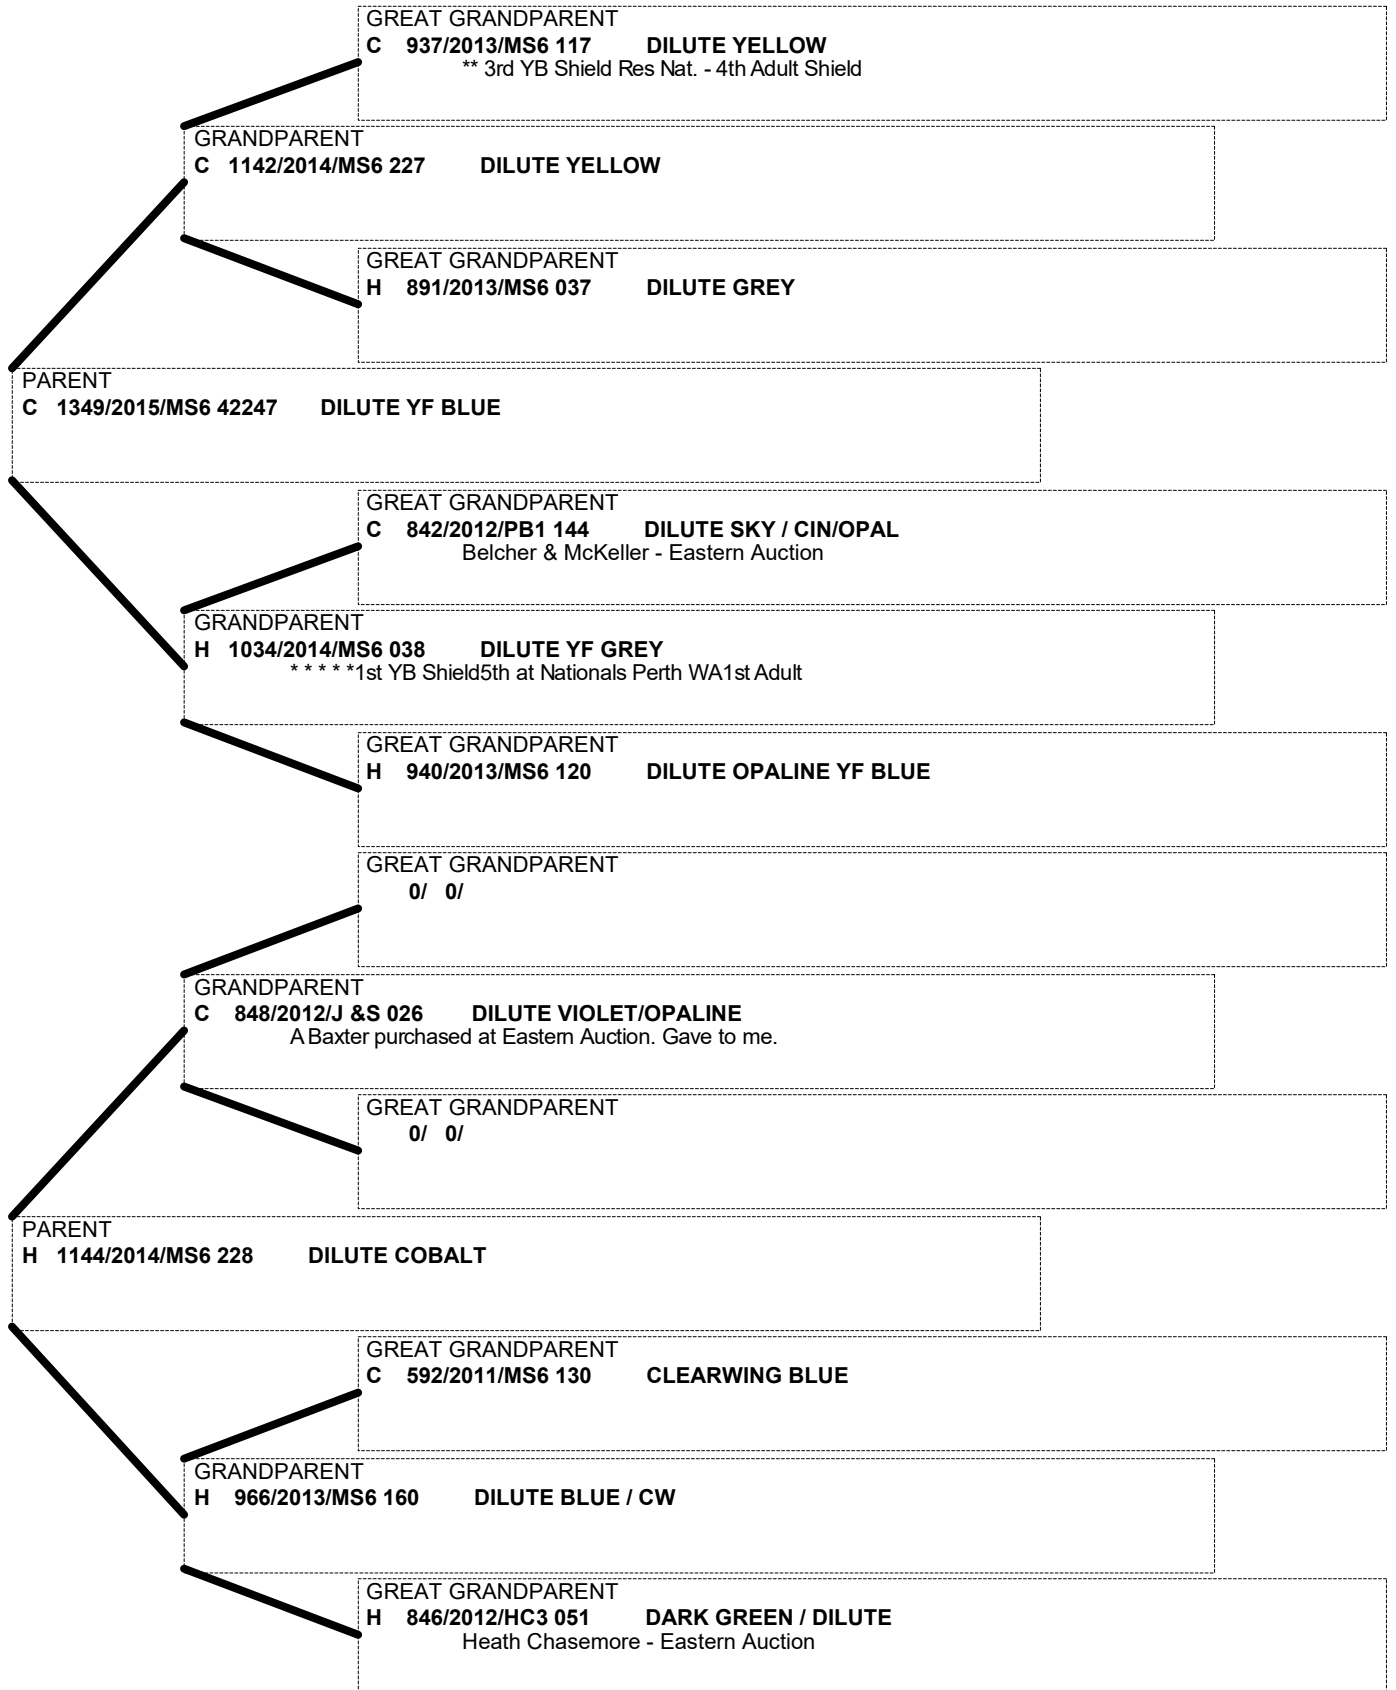 GREAT GRANDPARENT
C 937/2013/MS6 117 DILUTE YELLOW
** 3rd YB Shield Res Nat. - 4th Adult Shield
GRANDPARENT
C 1142/2014/MS6 227 DILUTE YELLOW
GREAT GRANDPARENT
H 891/2013/MS6 037 DILUTE GREY
PARENT
C 1349/2015/MS6 42247 DILUTE YF BLUE
GREAT GRANDPARENT
C 842/2012/PB1 144 DILUTE SKY / CIN/OPAL
Belcher & McKeller - Eastern Auction
GRANDPARENT
H 1034/2014/MS6 038 DILUTE YF GREY
* * * * *1st YB Shield5th at Nationals Perth WA1st Adult
GREAT GRANDPARENT
H 940/2013/MS6 120 DILUTE OPALINE YF BLUE
GREAT GRANDPARENT
0/ 0/
GRANDPARENT
C 848/2012/J &S 026 DILUTE VIOLET/OPALINE
A Baxter purchased at Eastern Auction. Gave to me.
GREAT GRANDPARENT
0/ 0/
PARENT
H 1144/2014/MS6 228 DILUTE COBALT
GREAT GRANDPARENT
C 592/2011/MS6 130 CLEARWING BLUE
GRANDPARENT
H 966/2013/MS6 160 DILUTE BLUE / CW
GREAT GRANDPARENT
H 846/2012/HC3 051 DARK GREEN / DILUTE
Heath Chasemore - Eastern Auction